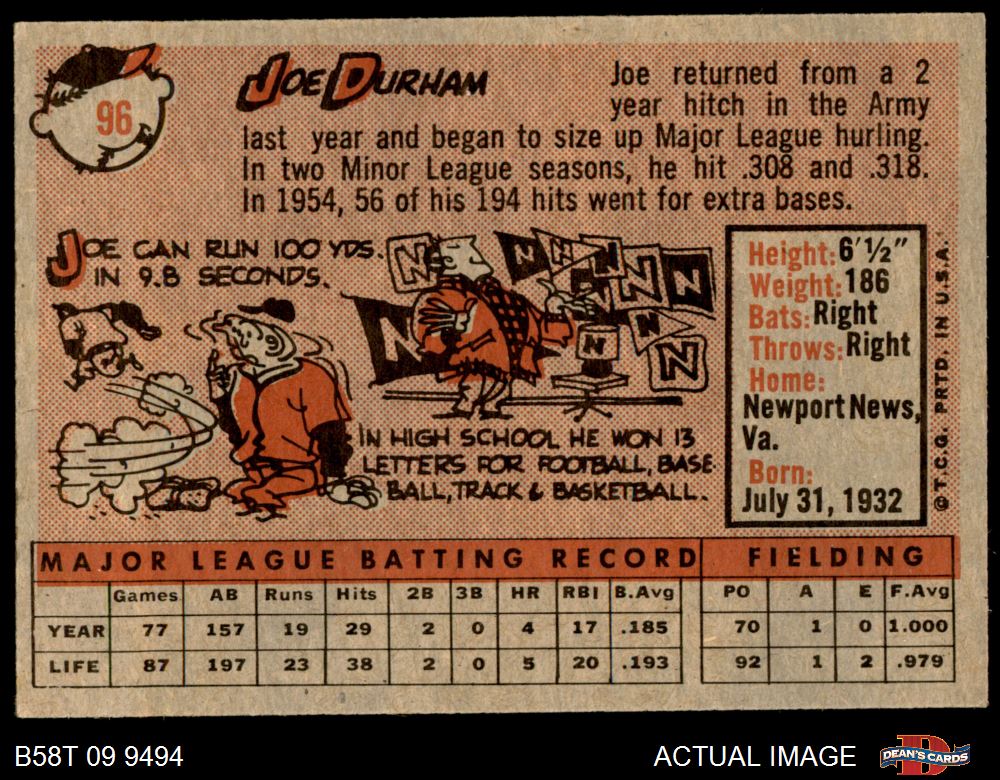 96
JOE DURHAM
Joe returned from a 2
year hitch in the Army
last year and began to size up Major League hurling.
In two Minor League seasons, he hit .308 and .318.
In 1954, 56 of his 194 hits went for extra bases.
JOE CAN RUN 100 YDS.
IN 9.8 SECONDS.
N N H N N N N N N N
IN HIGH SCHOOL HE WON 13
LETTERS FOR FOOTBALL, BASE
BALL, TRACK & BASKETBALL.
Height: 6' ½"
Weight: 186
Bats: Right
Throws: Right
Home:
Newport News,
Va.
Born:
July 31, 1932
© T.C.G. PRTD. IN U.S.A.
MAJOR LEAGUE BATTING RECORD FIELDING
Games AB Runs Hits 2B 3B HR RBI B.Avg PO A E F.Avg
YEAR 77 157 19 29 2 0 4 17 .185 70 1 0 1.000
LIFE 87 197 23 38 2 0 5 20 .193 92 1 2 .979
B58T 09 9494 ACTUAL IMAGE DEAN'S CARDS